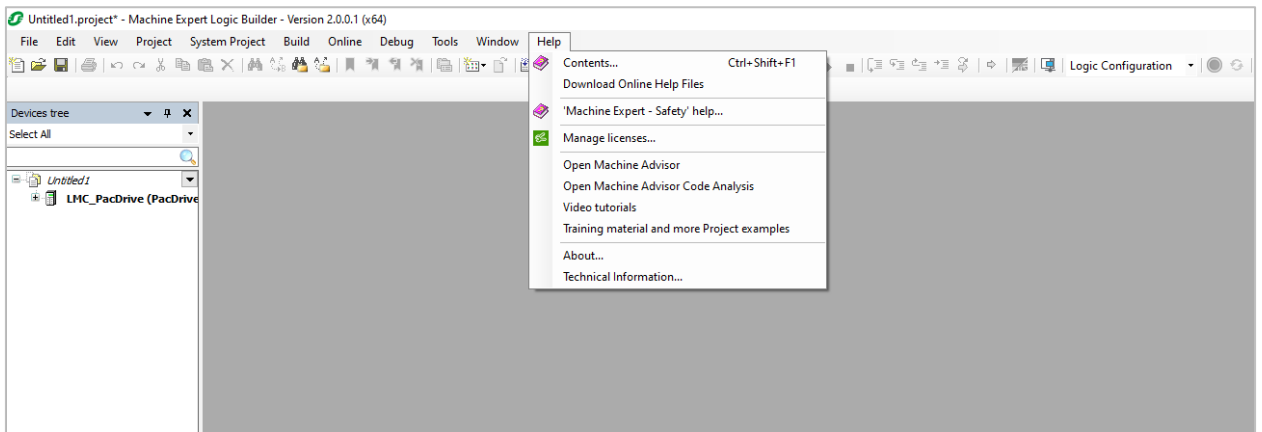 Untitled1.project* - Machine Expert Logic Builder - Version 2.0.0.1 (x64)
File Edit View Project System Project Build Online Debug Tools Window Help
Logic Configuration
Contents... Ctrl+Shift+F1
Download Online Help Files
'Machine Expert - Safety' help...
Manage licenses...
Open Machine Advisor
Open Machine Advisor Code Analysis
Video tutorials
Training material and more Project examples
About...
Technical Information...
Devices tree
Select All
Untitled1
LMC_PacDrive (PacDrive